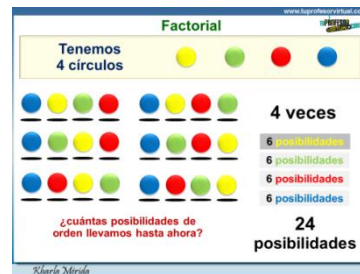 www.tuprofesorvirtual.c
Factorial
Tenemos
4 círculos
4 veces
6 posibilidades
6 posibilidades
6 posibilidades
6 posibilidades
¿cuántas posibilidades de
orden llevamos hasta ahora?
24
posibilidades
Kharla Mérida